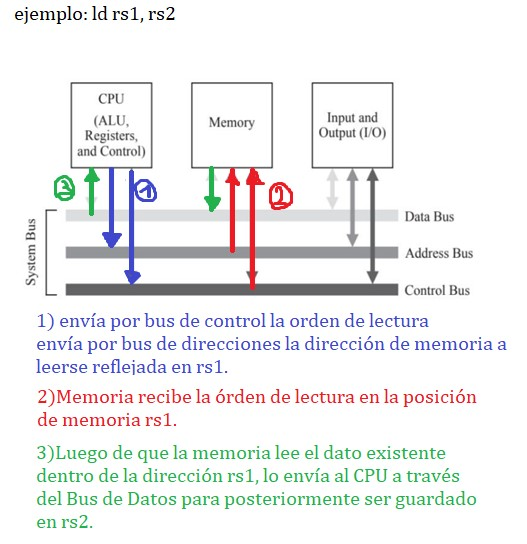 ejemplo: ld rs1, rs2
CPU
(ALU,
Registers,
and Control)
Memory
Input and
Output (I/O)
3
1
2
System Bus
Data Bus
Address Bus
Control Bus
1) envía por bus de control la orden de lectura
envía por bus de direcciones la dirección de memoria a
leerse reflejada en rs1.
2)Memoria recibe la órden de lectura en la posición
de memoria rs1.
3)Luego de que la memoria lee el dato existente
dentro de la dirección rs1, lo envía al CPU a través
del Bus de Datos para posteriormente ser guardado
en rs2.